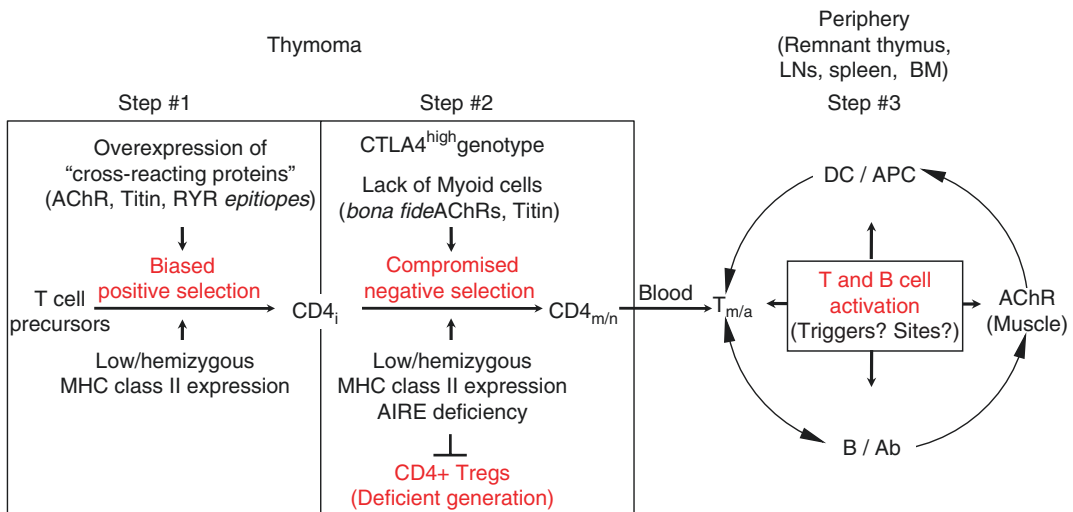 Thymoma
Periphery
(Remnant thymus,
LNs, spleen, BM)
Step #1
Step #2
Step #3
Overexpression of
“cross-reacting proteins”
(AChR, Titin, RYR epitiopes)
Biased
positive selection
T cell
precursors
CD4i
Low/hemizygous
MHC class II expression
CTLA4high genotype
Lack of Myoid cells
(bona fideAChRs, Titin)
Compromised
negative selection
CD4m/n
Low/hemizygous
MHC class II expression
AIRE deficiency
CD4+ Tregs
(Deficient generation)
Blood
DC / APC
Tm/a
T and B cell
activation
(Triggers? Sites?)
AChR
(Muscle)
B / Ab